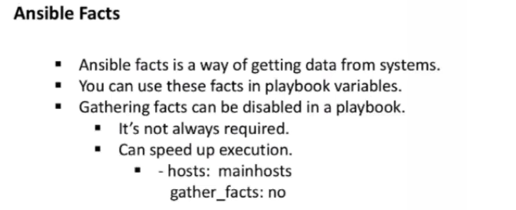 Ansible Facts
▪ Ansible facts is a way of getting data from systems.
▪ You can use these facts in playbook variables.
▪ Gathering facts can be disabled in a playbook.
▪ It's not always required.
▪ Can speed up execution.
▪ - hosts: mainhosts
gather_facts: no